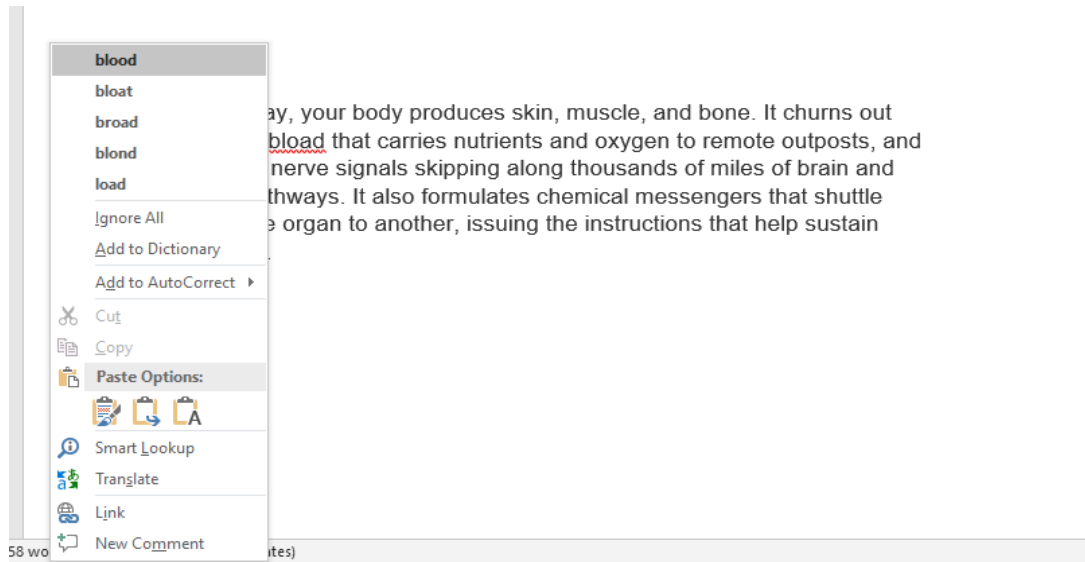 blood
bloat
broad
blond
load
Ignore All
Add to Dictionary
Add to AutoCorrect
Cut
Copy
Paste Options:
Smart Lookup
Translate
Link
New Comment
ay, your body produces skin, muscle, and bone. It churns out
bload that carries nutrients and oxygen to remote outposts, and
nerve signals skipping along thousands of miles of brain and
thways. It also formulates chemical messengers that shuttle
e organ to another, issuing the instructions that help sustain
.
58 wo
ates)